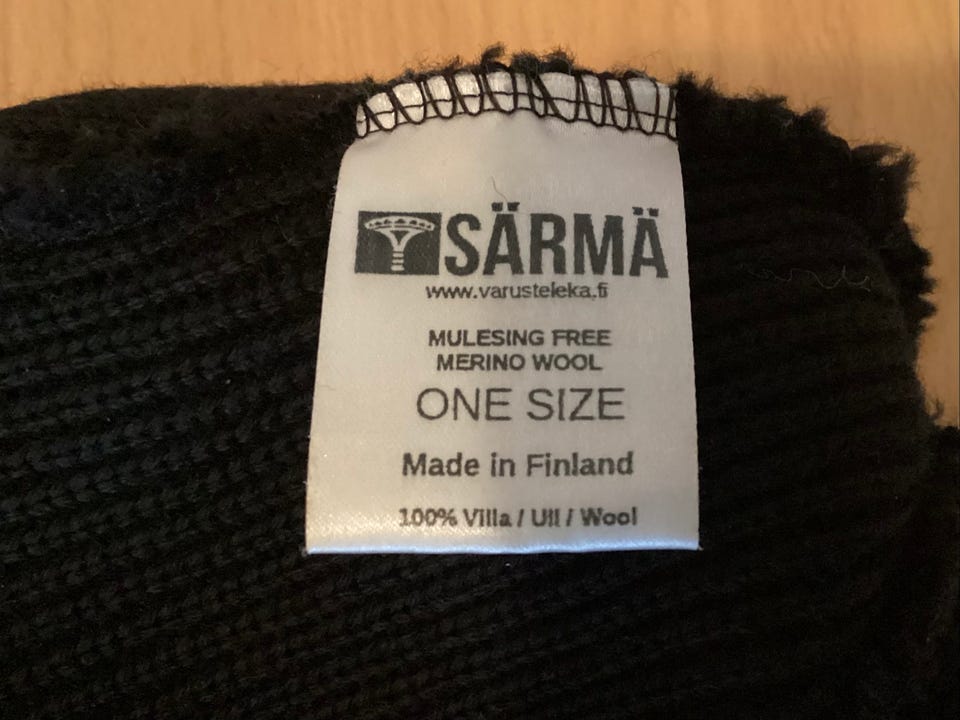 SÄRMÄ
www.varusteleka.fi
MULESING FREE
MERINO WOOL
ONE SIZE
Made in Finland
100% Villa / Ull / Wool